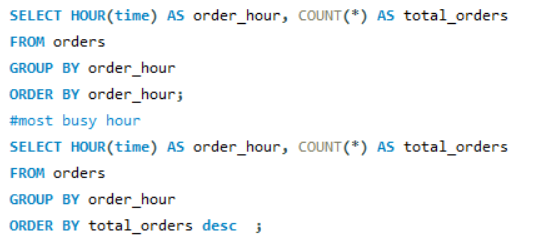 SELECT HOUR(time) AS order_hour, COUNT(*) AS total_orders
FROM orders
GROUP BY order_hour
ORDER BY order_hour;
#most busy hour
SELECT HOUR(time) AS order_hour, COUNT(*) AS total_orders
FROM orders
GROUP BY order_hour
ORDER BY total_orders desc  ;